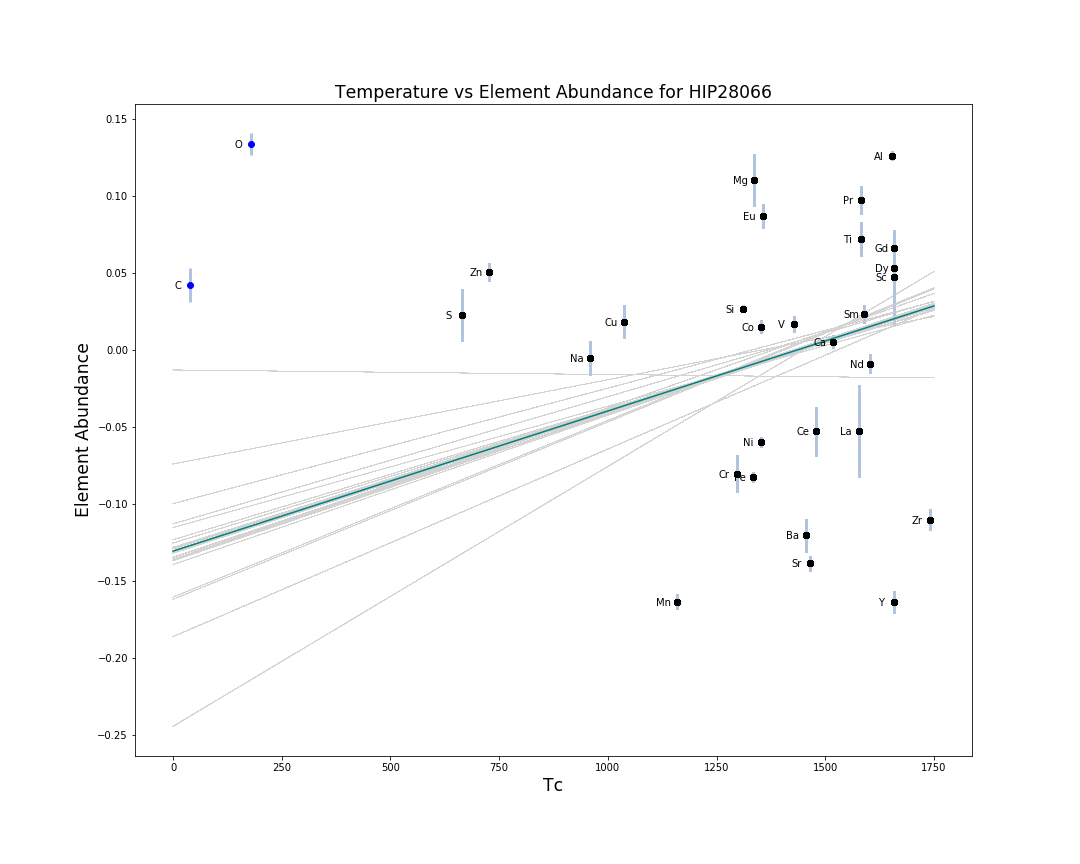 Temperature vs Element Abundance for HIP28066
0.15
O
Al
Mg
0.10
Pr
Eu
Ti
Gd
Dy
0.05
Zn
Sc
C
Si
S
Sm
Cu
V
Co
Ca
0.00
Na
Nd
-0.05
Ce
La
Ni
Cr
Fe
-0.10
Zr
Ba
Sr
-0.15
Mn
Y
-0.20
-0.25
Element Abundance
0
250
500
750
1000
1250
1500
1750
Tc